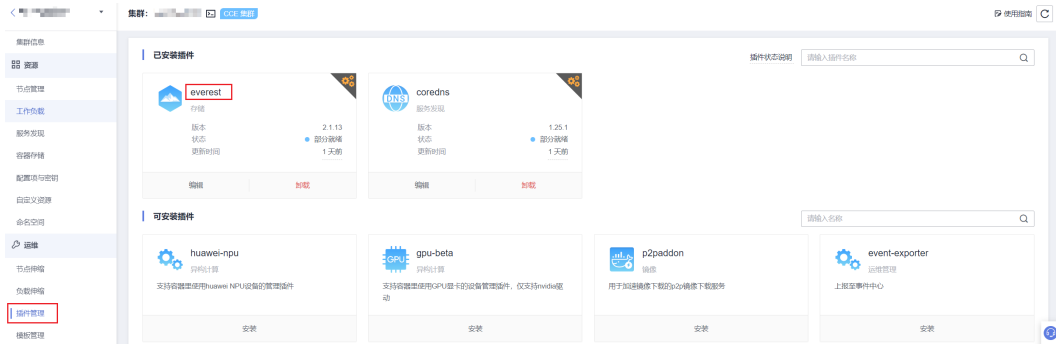 集群：
CCE 集群
使用指南
集群信息
资源
节点管理
工作负载
服务发现
容器存储
配置项与密钥
自定义资源
命名空间
运维
节点伸缩
负载伸缩
插件管理
模板管理
已安装插件
插件状态说明
请输入插件名称
everest
存储
版本 2.1.13
状态 部分就绪
更新时间 1 天前
编辑 卸载
DNS
coredns
服务发现
版本 1.25.1
状态 部分就绪
更新时间 1 天前
编辑 卸载
可安装插件
请输入名称
huawei-npu
异构计算
支持容器里使用huawei NPU设备的管理插件
安装
GPU
gpu-beta
异构计算
支持容器里使用GPU显卡的设备管理插件，仅支持nvidia驱
动
安装
p2paddon
镜像
用于加速镜像下载的p2p镜像下载服务
安装
event-exporter
运维管理
上报至事件中心
安装